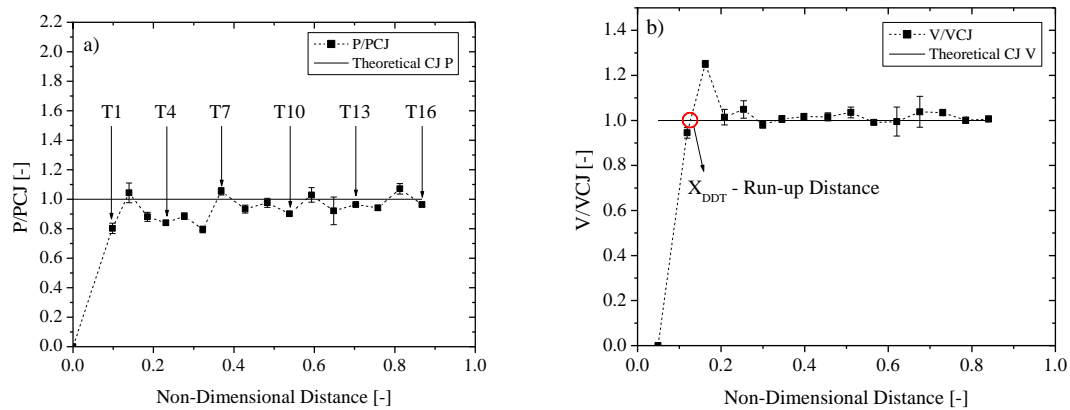 a)
P/PCJ
Theoretical CJ P
T1 T4 T7 T10 T13 T16
2.2
2.0
1.8
1.6
1.4
1.2
1.0
0.8
0.6
0.4
0.2
0.0
P/PCJ [-]
0.0 0.2 0.4 0.6 0.8 1.0
Non-Dimensional Distance [-]
b)
V/VCJ
Theoretical CJ V
X_DDT - Run-up Distance
1.4
1.2
1.0
0.8
0.6
0.4
0.2
0.0
V/VCJ [-]
0.0 0.2 0.4 0.6 0.8 1.0
Non-Dimensional Distance [-]